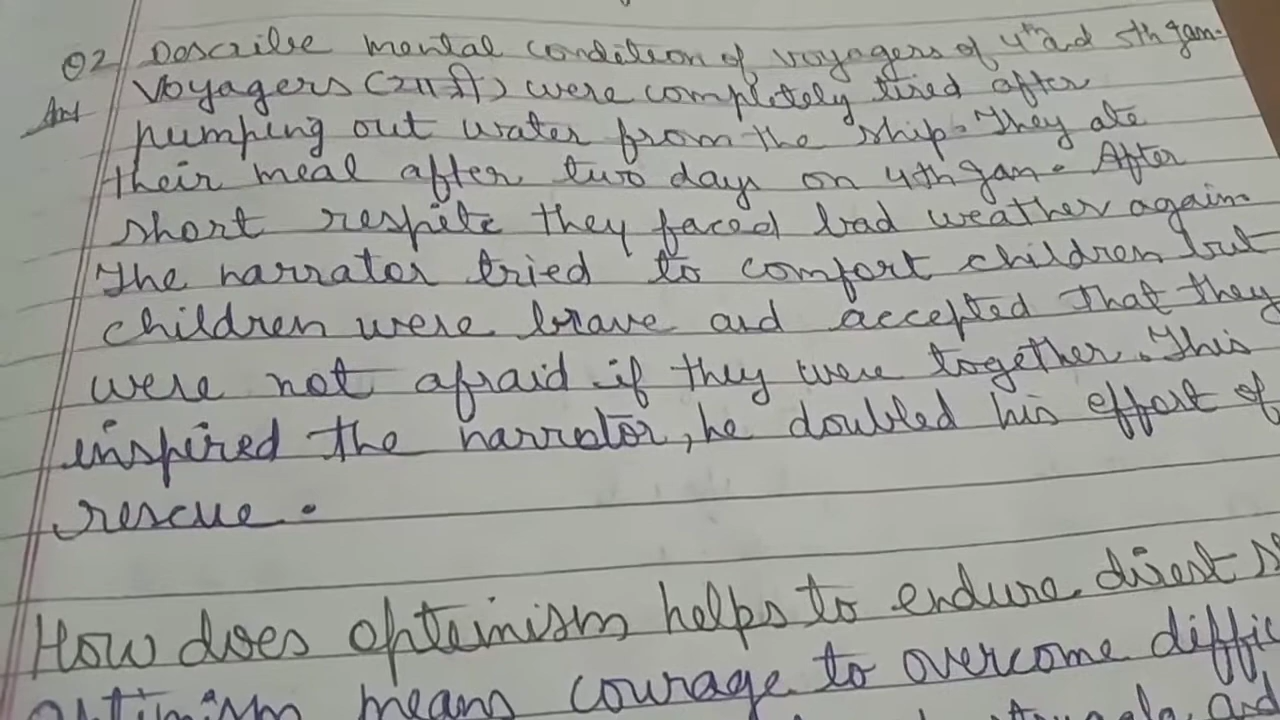 Q2 Describe mental condition of voyagers of 4th and 5th Jan.
Ans Voyagers (यात्री) were completely tired after
pumping out water from the ship. They ate
their meal after two days on 4th Jan. After
short respite they faced bad weather again.
The narrator tried to comfort children but
children were brave and accepted that they
were not afraid if they were together. This
inspired the narrator, he doubled his effort of
rescue.
How does opteinism helps to endure direst
means courage to overcome
and